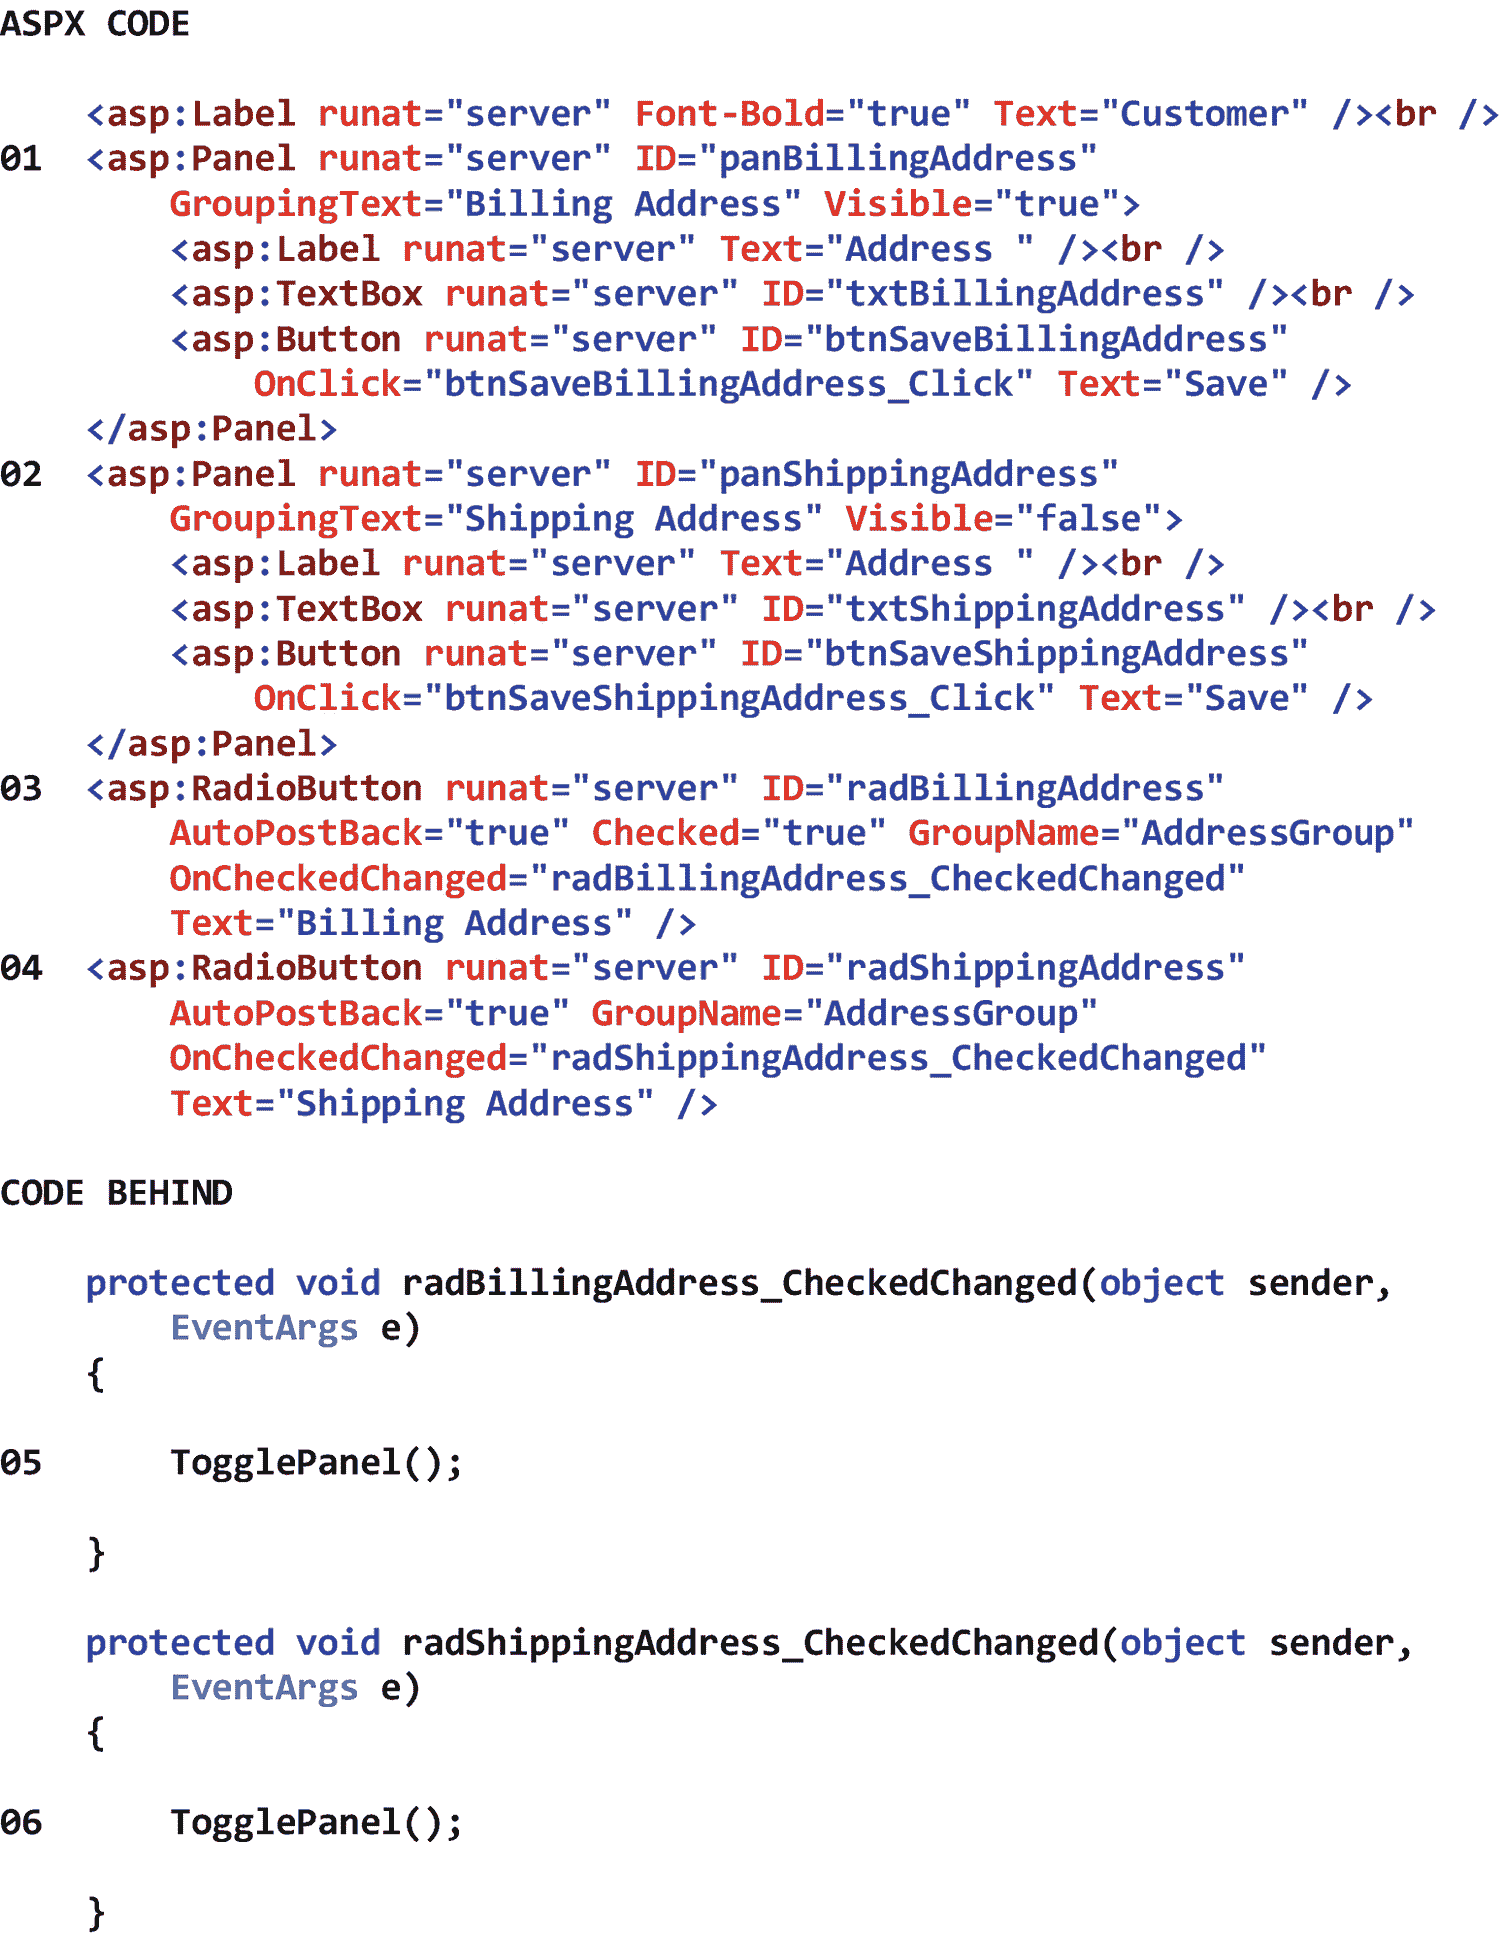 ASPX CODE
<asp:Label runat="server" Font-Bold="true" Text="Customer" /><br />
01 <asp:Panel runat="server" ID="panBillingAddress"
GroupingText="Billing Address" Visible="true">
<asp:Label runat="server" Text="Address " /><br />
<asp:TextBox runat="server" ID="txtBillingAddress" /><br />
<asp:Button runat="server" ID="btnSaveBillingAddress"
OnClick="btnSaveBillingAddress_Click" Text="Save" />
</asp:Panel>
02 <asp:Panel runat="server" ID="panShippingAddress"
GroupingText="Shipping Address" Visible="false">
<asp:Label runat="server" Text="Address " /><br />
<asp:TextBox runat="server" ID="txtShippingAddress" /><br />
<asp:Button runat="server" ID="btnSaveShippingAddress"
OnClick="btnSaveShippingAddress_Click" Text="Save" />
</asp:Panel>
03 <asp:RadioButton runat="server" ID="radBillingAddress"
AutoPostBack="true" Checked="true" GroupName="AddressGroup"
OnCheckedChanged="radBillingAddress_CheckedChanged"
Text="Billing Address" />
04 <asp:RadioButton runat="server" ID="radShippingAddress"
AutoPostBack="true" GroupName="AddressGroup"
OnCheckedChanged="radShippingAddress_CheckedChanged"
Text="Shipping Address" />
CODE BEHIND
protected void radBillingAddress_CheckedChanged(object sender,
EventArgs e)
{
05 TogglePanel();
}
protected void radShippingAddress_CheckedChanged(object sender,
EventArgs e)
{
06 TogglePanel();
}